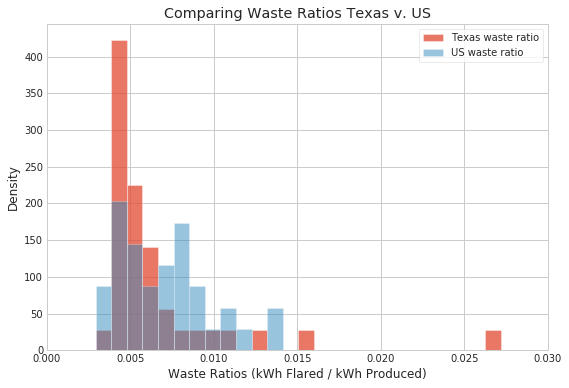 Comparing Waste Ratios Texas v. US
Texas waste ratio
US waste ratio
400
350
300
250
200
150
100
50
0
Density
0.000 0.005 0.010 0.015 0.020 0.025 0.030
Waste Ratios (kWh Flared / kWh Produced)